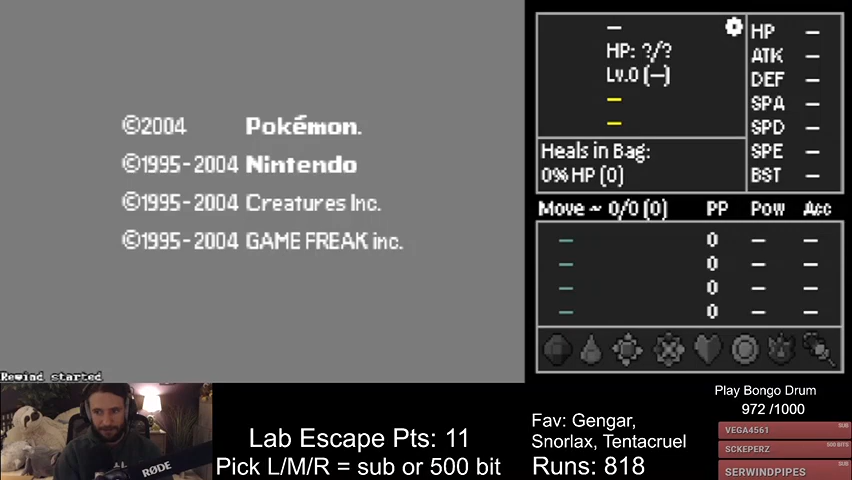 ©2004 Pokémon.
©1995-2004 Nintendo
©1995-2004 Creatures Inc.
©1995-2004 GAME FREAK inc.
Rewind started
—
HP: ?/?
Lv.0 (—)
—
—
Heals in Bag:
0% HP (0)
HP —
ATK —
DEF —
SPA —
SPD —
SPE —
BST —
Move ~ 0/0 (0) PP Pow Acc
— 0 — —
— 0 — —
— 0 — —
— 0 — —
RØDE
Lab Escape Pts: 11
Pick L/M/R = sub or 500 bit
Fav: Gengar,
Snorlax, Tentacruel
Runs: 818
Play Bongo Drum
972 /1000
VEGA4561 SUB
SCKEPERZ 500 BITS
SERWINDPIPES SUB